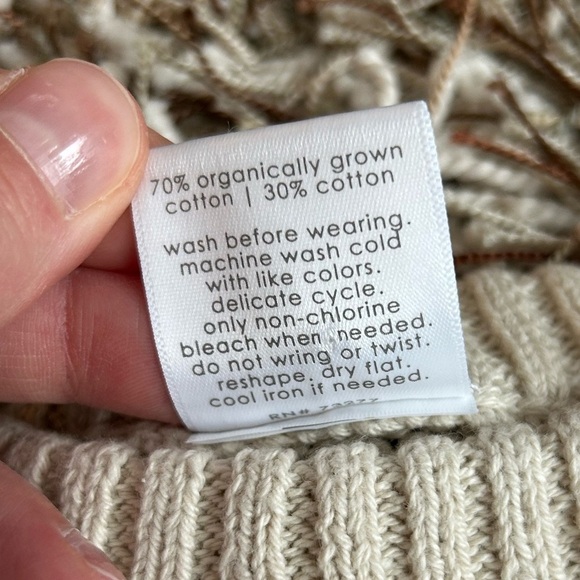 70% organically grown
cotton | 30% cotton
wash before wearing.
machine wash cold
with like colors.
delicate cycle.
only non-chlorine
bleach when needed.
do not wring or twist.
reshape. dry flat.
cool iron if needed.
RN# 73277